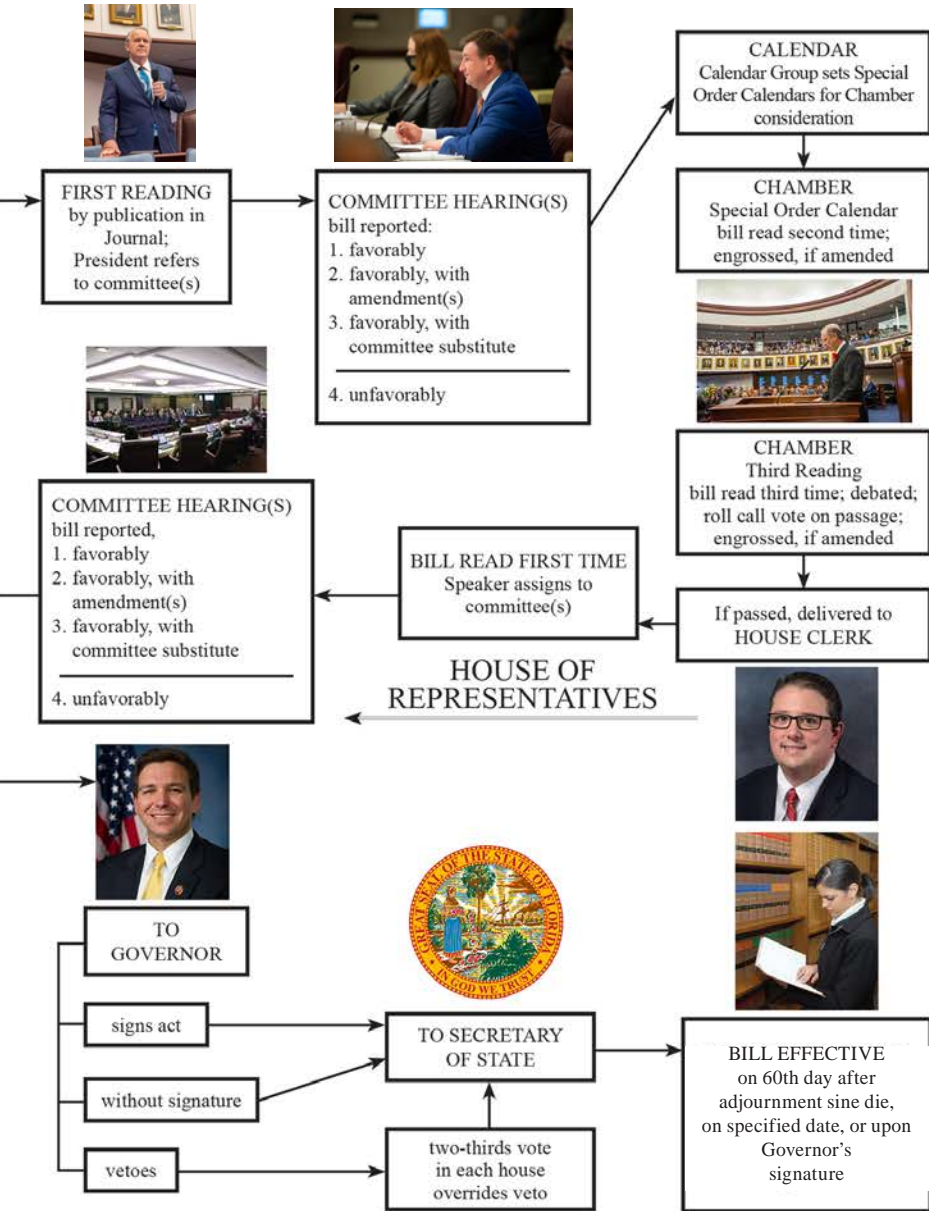 FIRST READING
by publication in
Journal;
President refers
to committee(s)
COMMITTEE HEARING(S)
bill reported:
1. favorably
2. favorably, with
amendment(s)
3. favorably, with
committee substitute
4. unfavorably
CALENDAR
Calendar Group sets Special
Order Calendars for Chamber
consideration
CHAMBER
Special Order Calendar
bill read second time;
engrossed, if amended
CHAMBER
Third Reading
bill read third time; debated;
roll call vote on passage;
engrossed, if amended
If passed, delivered to
HOUSE CLERK
BILL READ FIRST TIME
Speaker assigns to
committee(s)
HOUSE OF
REPRESENTATIVES
COMMITTEE HEARING(S)
bill reported,
1. favorably
2. favorably, with
amendment(s)
3. favorably, with
committee substitute
4. unfavorably
TO
GOVERNOR
signs act
without signature
vetoes
GREAT SEAL OF THE STATE OF FLORIDA
IN GOD WE TRUST
TO SECRETARY
OF STATE
two-thirds vote
in each house
overrides veto
BILL EFFECTIVE
on 60th day after
adjournment sine die,
on specified date, or upon
Governor's
signature